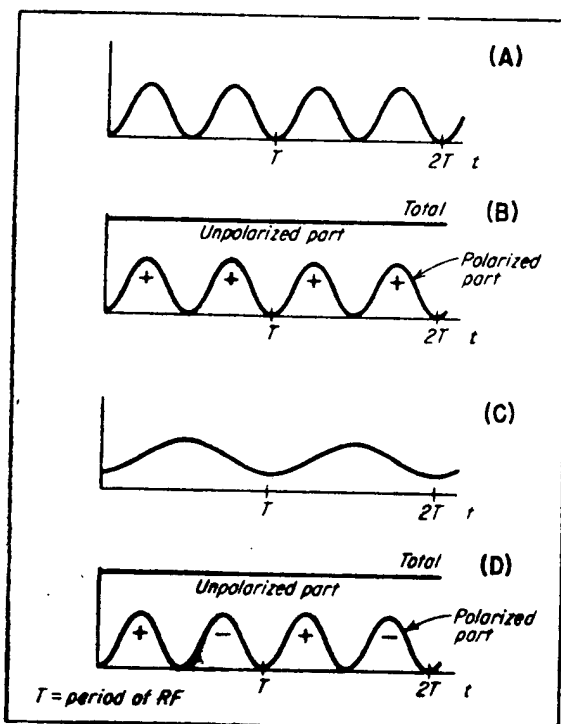 (A)
T
2T
t
(B)
Total
Unpolarized part
Polarized
part
+
+
+
+
T
2T
t
(C)
T
2T
t
(D)
Total
Unpolarized part
Polarized
part
+
−
+
−
T
2T
t
T = period of RF